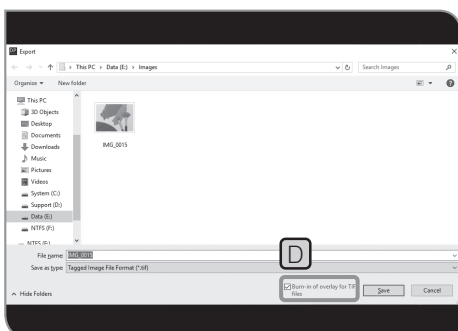 Export
This PC > Data (E:) > Images
Search Images
Organize
New folder
This PC
3D Objects
Desktop
Documents
Downloads
Music
Pictures
Videos
System (C:)
Support (D:)
Data (E:)
NTFS (F:)
NTFS (F:)
IMG_0015
File name: IMG_0015
Save as type: Tagged Image File Format (*.tif)
D
Burn-in of overlay for TIF
files
Hide Folders
Save
Cancel